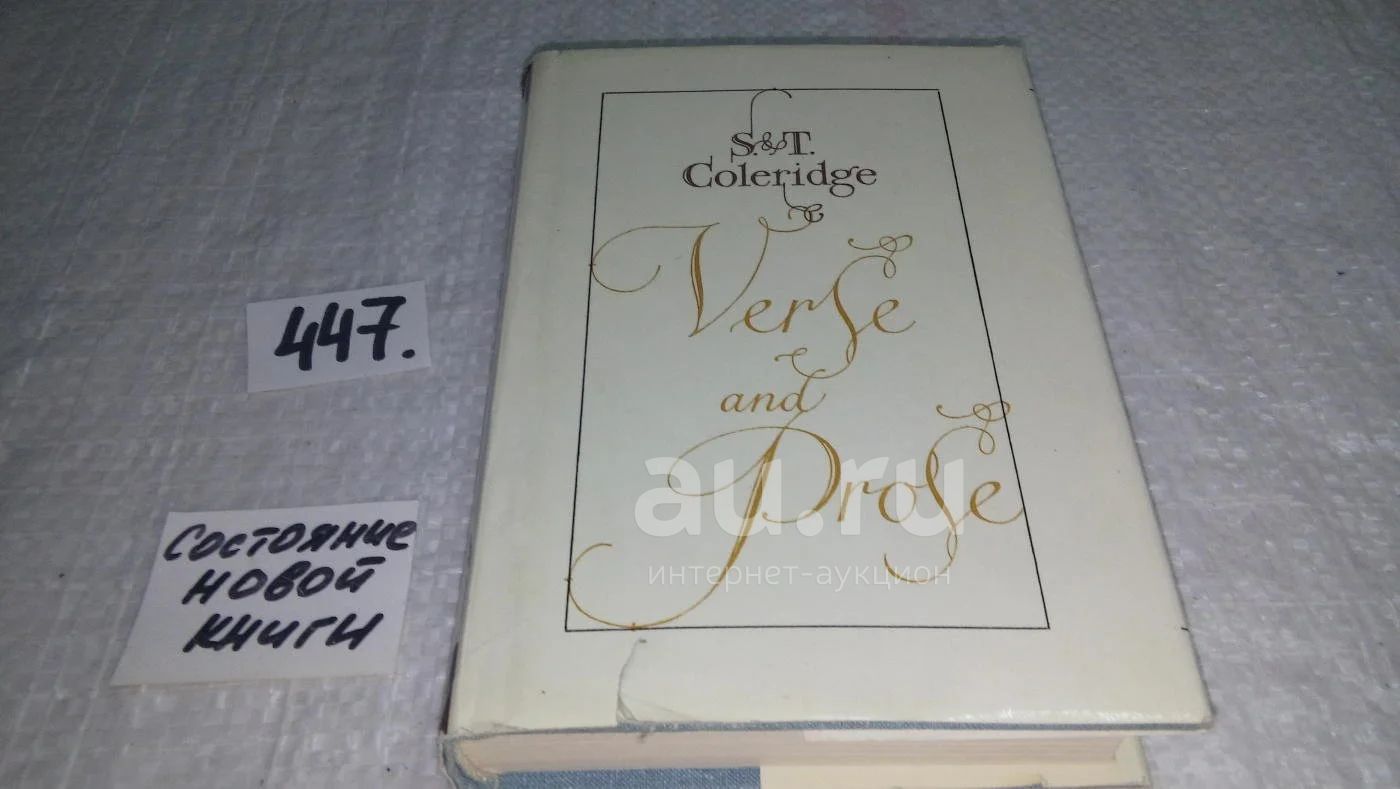 S.&T.
Coleridge
Verse
and
Prose
447.
Состояние
новой
книги
au.ru
интернет-аукцион